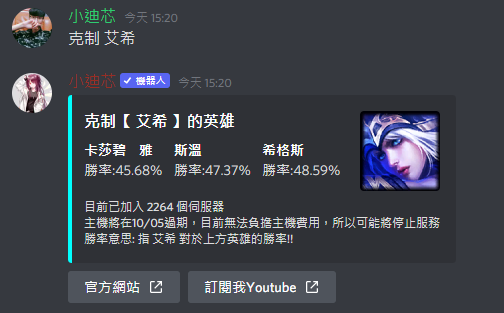 小迪芯 今天 15:20
克制 艾希
小迪芯 ✓ 機器人 今天 15:20
克制【 艾希 】的英雄
卡莎碧　雅 斯溫 希格斯
勝率:45.68% 勝率:47.37% 勝率:48.59%
目前已加入 2264 個伺服器
主機將在10/05過期，目前無法負擔主機費用，所以可能將停止服務
勝率意思: 指 艾希 對於上方英雄的勝率!!
官方網站 訂閱我Youtube